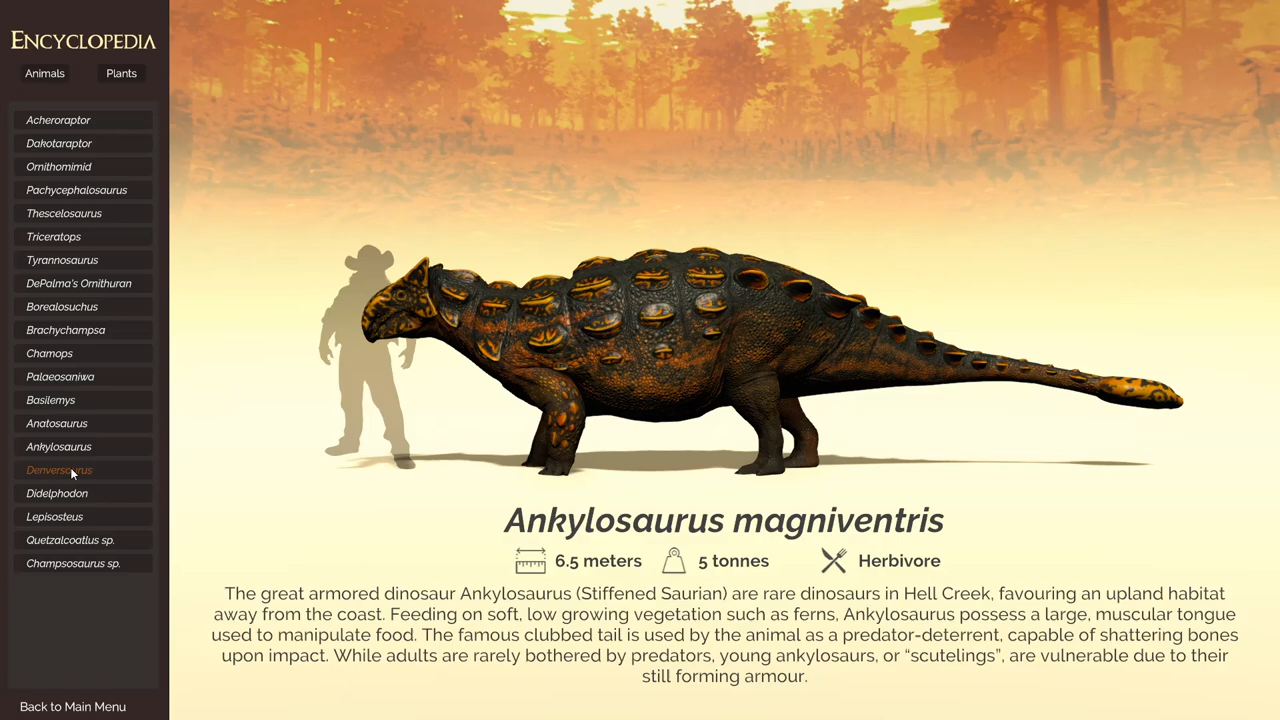 ENCYCLOPEDIA
Animals Plants
Acheroraptor
Dakotaraptor
Ornithomimid
Pachycephalosaurus
Thescelosaurus
Triceratops
Tyrannosaurus
DePalma's Ornithuran
Borealosuchus
Brachychampsa
Chamops
Palaeosaniwa
Basilemys
Anatosaurus
Ankylosaurus
Denversaurus
Didelphodon
Lepisosteus
Quetzalcoatlus sp.
Champsosaurus sp.
Back to Main Menu
Ankylosaurus magniventris
6.5 meters 5 tonnes Herbivore
The great armored dinosaur Ankylosaurus (Stiffened Saurian) are rare dinosaurs in Hell Creek, favouring an upland habitat
away from the coast. Feeding on soft, low growing vegetation such as ferns, Ankylosaurus possess a large, muscular tongue
used to manipulate food. The famous clubbed tail is used by the animal as a predator-deterrent, capable of shattering bones
upon impact. While adults are rarely bothered by predators, young ankylosaurs, or “scutelings”, are vulnerable due to their
still forming armour.